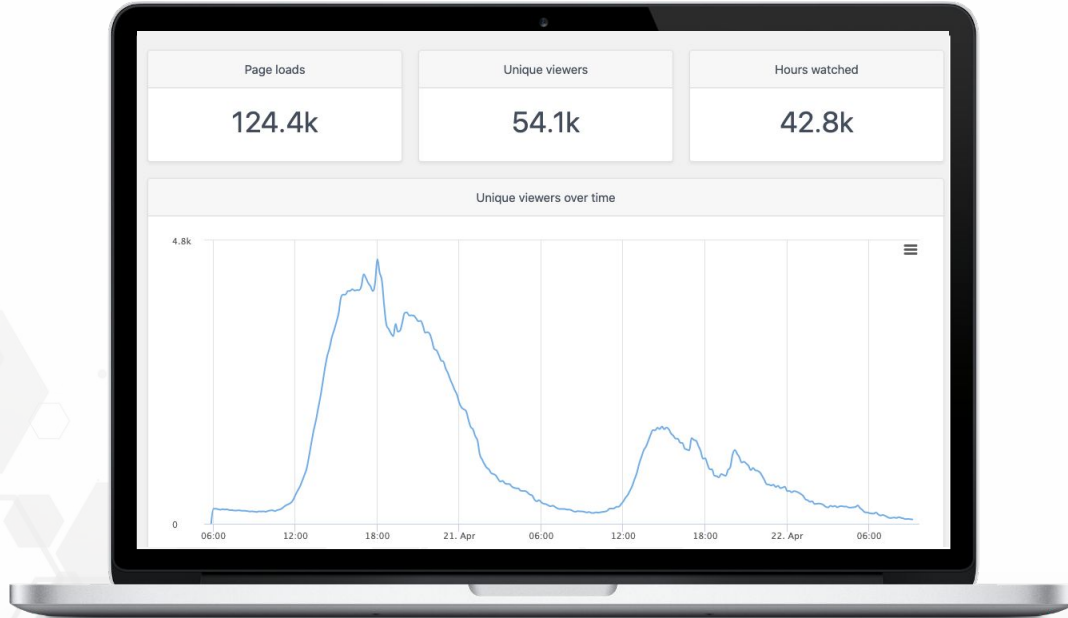 Page loads
Unique viewers
Hours watched
124.4k
54.1k
42.8k
Unique viewers over time
4.8k
0
06:00 12:00 18:00 21. Apr 06:00 12:00 18:00 22. Apr 06:00